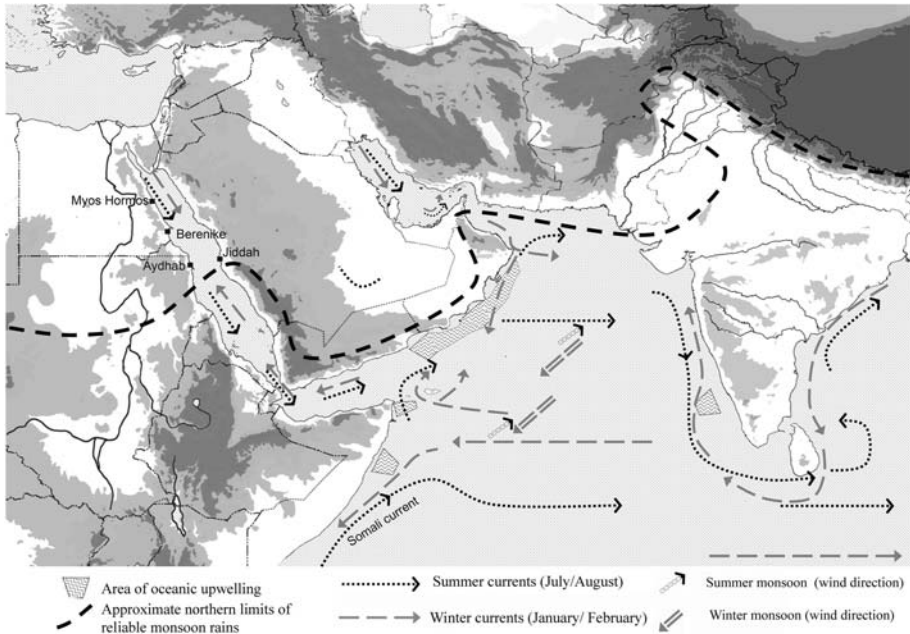 Myos Hormos
Berenike
Jiddah
Aydhab
Somali current
Area of oceanic upwelling
Approximate northern limits of
reliable monsoon rains
Summer currents (July/August)
Winter currents (January/ February)
Summer monsoon (wind direction)
Winter monsoon (wind direction)